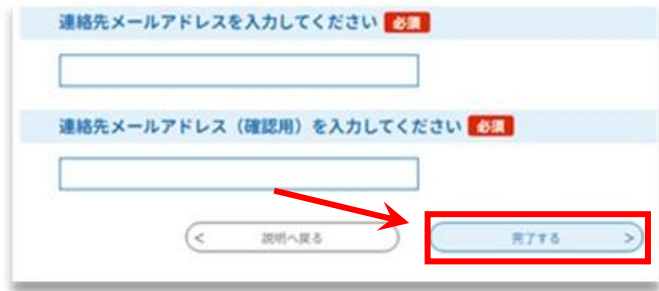 連絡先メールアドレスを入力してください 必須
連絡先メールアドレス（確認用）を入力してください 必須
< 説明へ戻る
完了する >